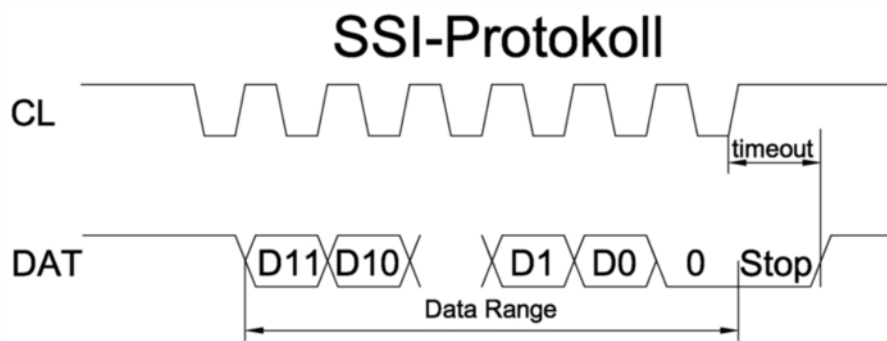 SSI-Protokoll
CL
timeout
DAT D11 D10 D1 D0 0 Stop
Data Range